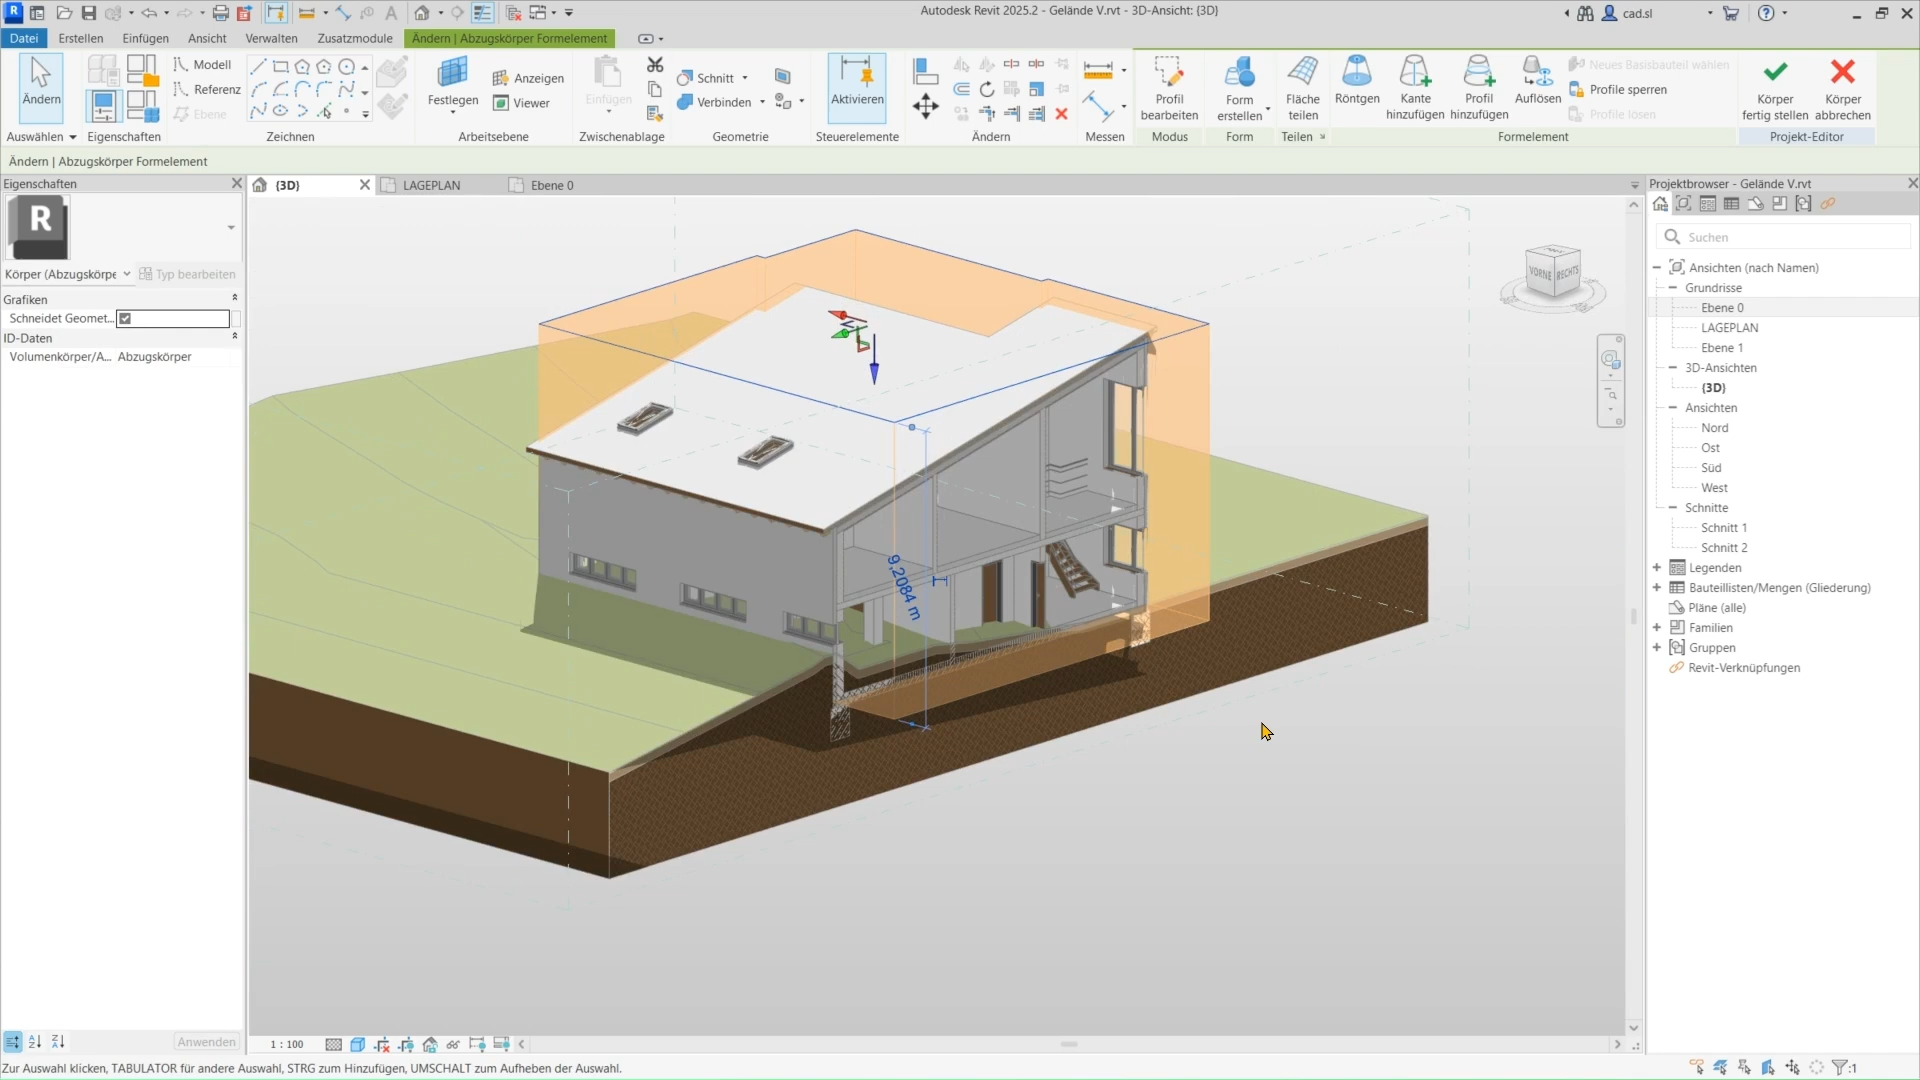 Autodesk Revit 2025.2 - Gelände V.rvt - 3D-Ansicht: {3D}
cad.sl
Datei
Erstellen
Einfügen
Ansicht
Verwalten
Zusatzmodule
Ändern | Abzugskörper Formelement
Ändern
Modell
Referenz
Ebene
Festlegen
Anzeigen
Viewer
Einfügen
Schnitt
Verbinden
Aktivieren
Profil
bearbeiten
Form
erstellen
Fläche
teilen
Röntgen
Kante
hinzufügen
Profil
hinzufügen
Auflösen
Neues Basisbauteil wählen
Profile sperren
Profile lösen
Körper
fertig stellen
Körper
abbrechen
Auswählen
Eigenschaften
Zeichnen
Arbeitsebene
Zwischenablage
Geometrie
Steuerelemente
Ändern
Messen
Modus
Form
Teilen
Formelement
Projekt-Editor
Ändern | Abzugskörper Formelement
Eigenschaften
R
Körper (Abzugskörpe
Typ bearbeiten
Grafiken
Schneidet Geomet...
ID-Daten
Volumenkörper/A... Abzugskörper
Anwenden
(3D)
LAGEPLAN
Ebene 0
9,2084 m
VORNE
RECHTS
1 : 100
Projektbrowser - Gelände V.rvt
Suchen
Ansichten (nach Namen)
Grundrisse
Ebene 0
LAGEPLAN
Ebene 1
3D-Ansichten
(3D)
Ansichten
Nord
Ost
Süd
West
Schnitte
Schnitt 1
Schnitt 2
Legenden
Bauteillisten/Mengen (Gliederung)
Pläne (alle)
Familien
Gruppen
Revit-Verknüpfungen
Zur Auswahl klicken, TABULATOR für andere Auswahl, STRG zum Hinzufügen, UMSCHALT zum Aufheben der Auswahl.
:1